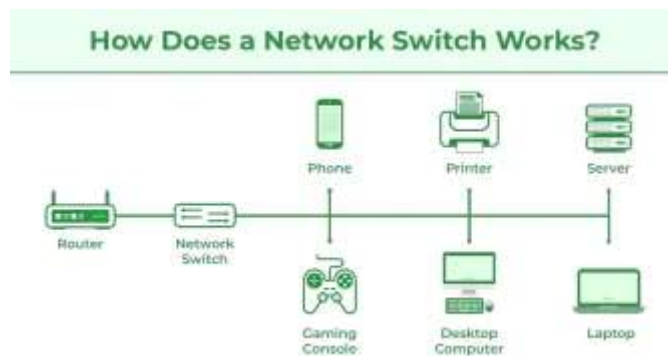 How Does a Network Switch Works?
Phone
Printer
Server
Router
Network
Switch
Gaming
Console
Desktop
Computer
Laptop